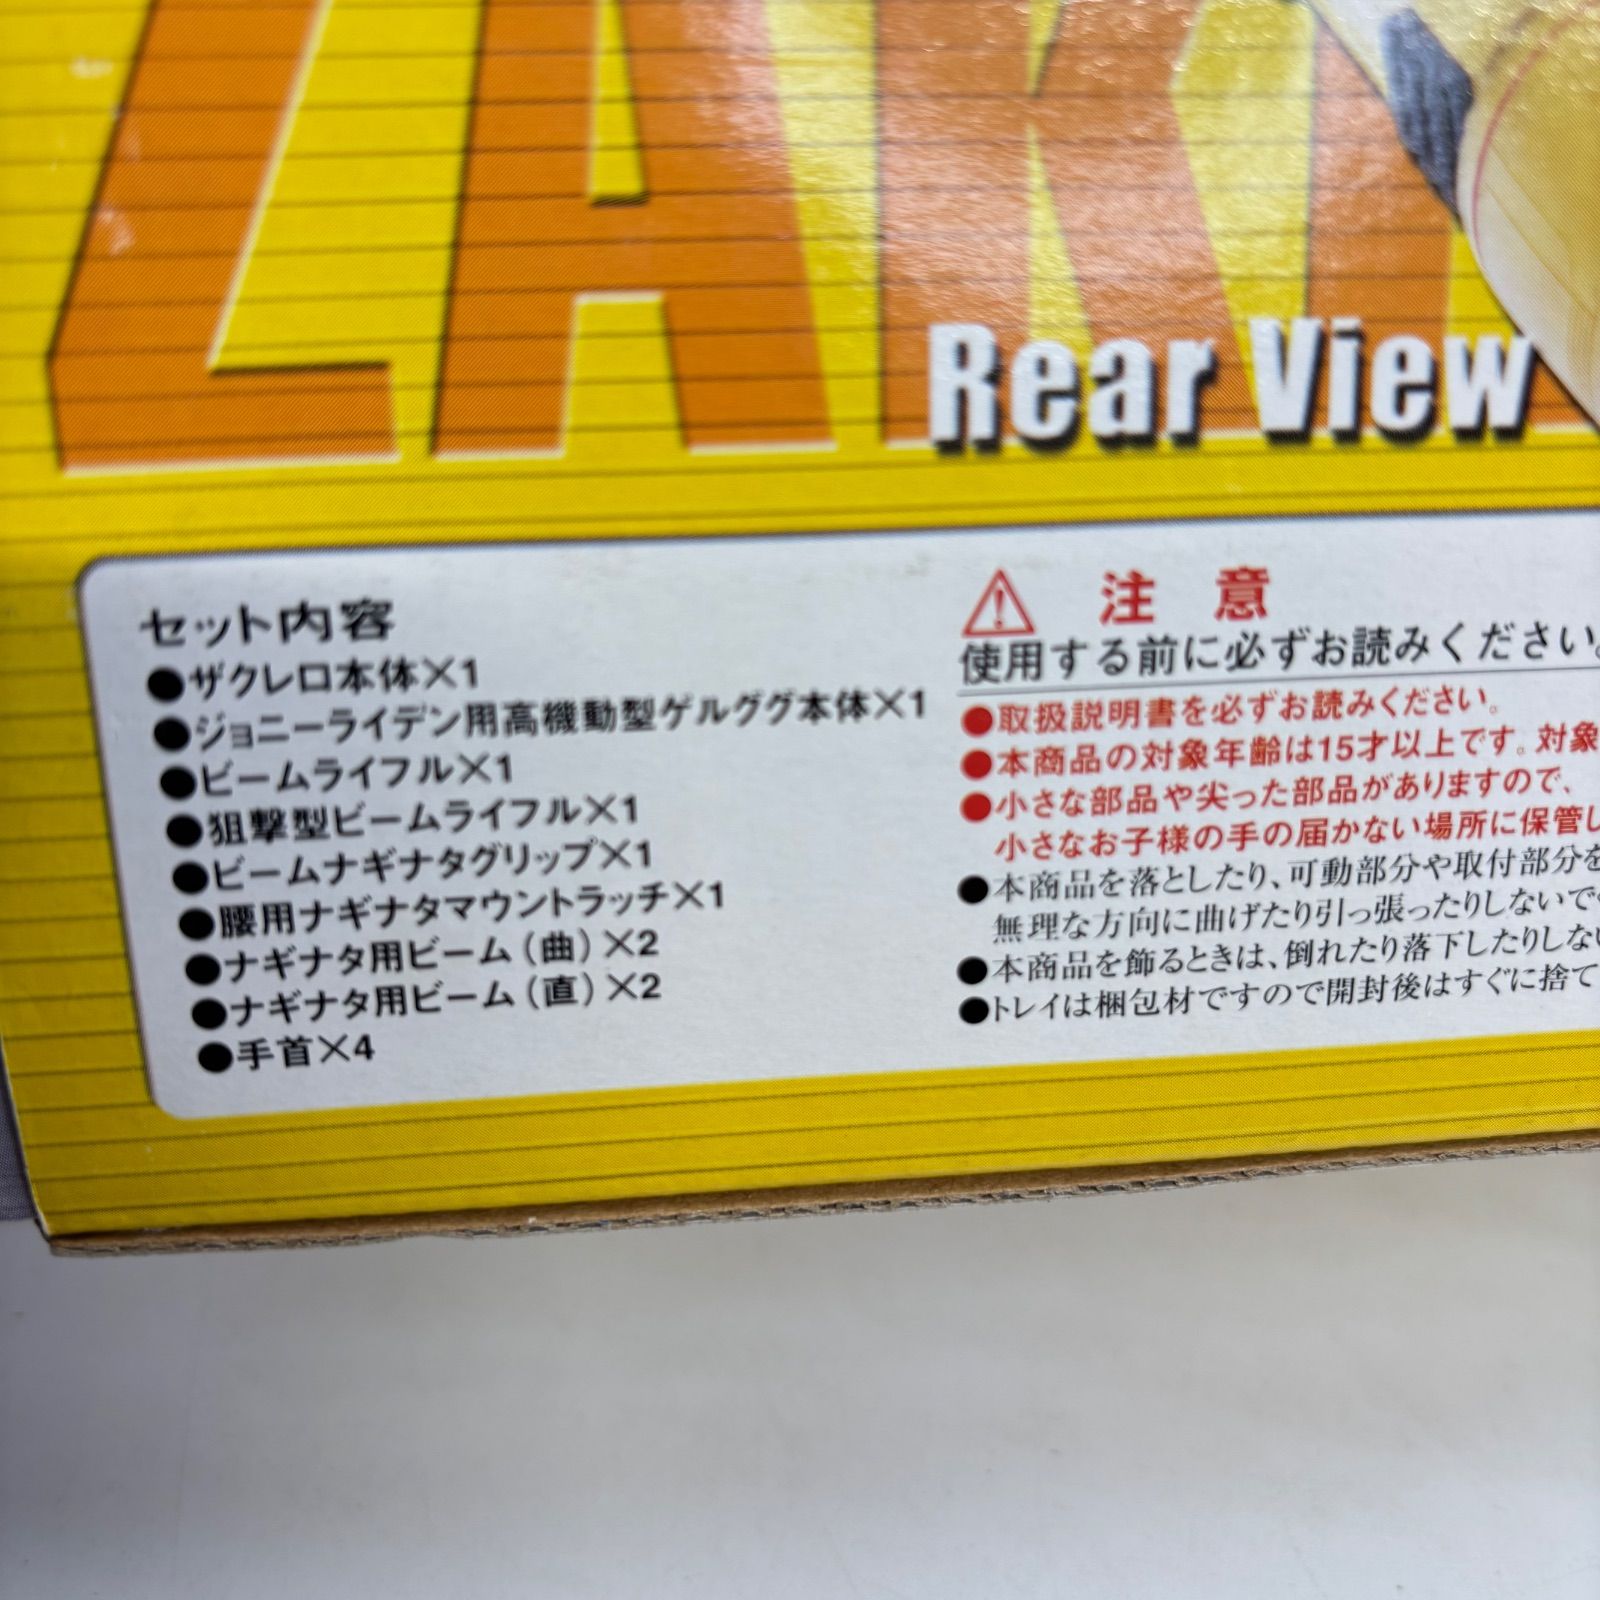 ZAK
Rear View
セット内容
●ザクレロ本体×1
●ジョニーライデン用高機動型ゲルググ本体×1
●ビームライフル×1
●狙撃型ビームライフル×1
●ビームナギナタグリップ×1
●腰用ナギナタマウントラッチ×1
●ナギナタ用ビーム(曲)×2
●ナギナタ用ビーム(直)×2
●手首×4
注 意
使用する前に必ずお読みください。
●取扱説明書を必ずお読みください。
●本商品の対象年齢は15才以上です。対象
●小さな部品や尖った部品がありますので、
小さなお子様の手の届かない場所に保管し
●本商品を落としたり、可動部分や取付部分を
無理な方向に曲げたり引っ張ったりしないで
●本商品を飾るときは、倒れたり落下したりしない
●トレイは梱包材ですので開封後はすぐに捨て